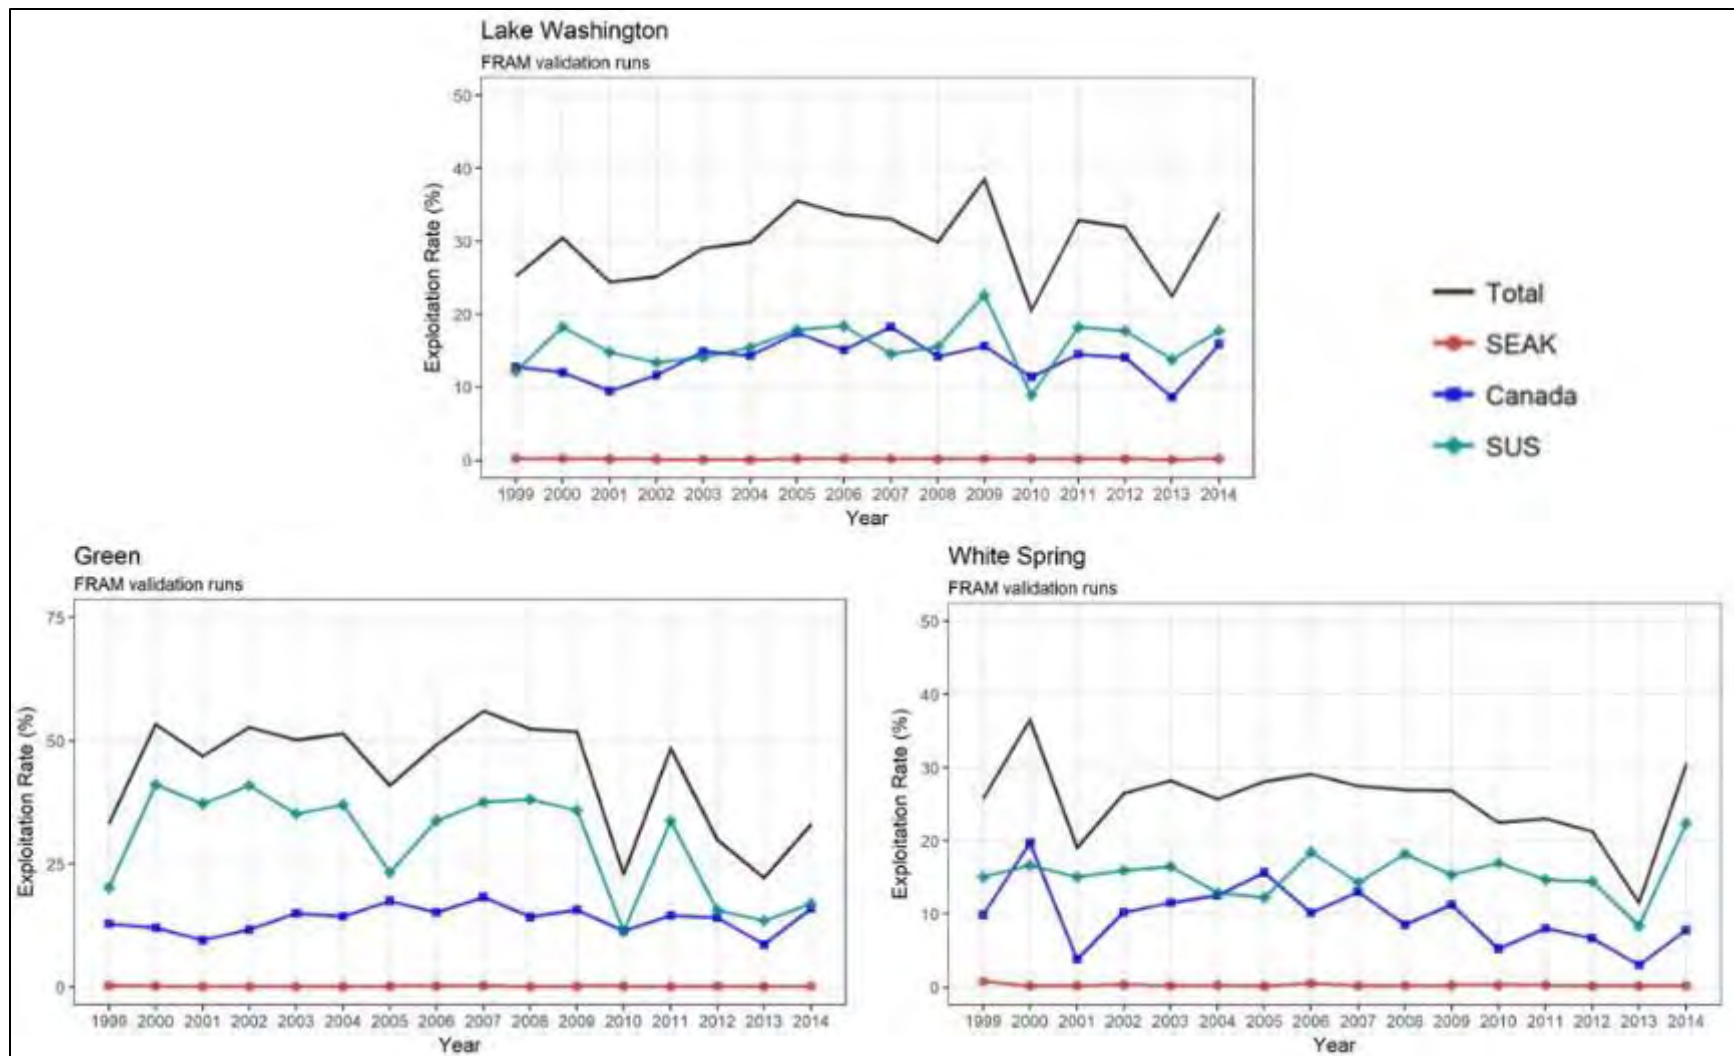 Lake Washington
FRAM validation runs
Exploitation Rate (%)
50
40
30
20
10
0
1999 2000 2001 2002 2003 2004 2005 2006 2007 2008 2009 2010 2011 2012 2013 2014
Year
Total
SEAK
Canada
SUS
Green
FRAM validation runs
Exploitation Rate (%)
75
50
25
0
1999 2000 2001 2002 2003 2004 2005 2006 2007 2008 2009 2010 2011 2012 2013 2014
Year
White Spring
FRAM validation runs
Exploitation Rate (%)
50
40
30
20
10
0
1999 2000 2001 2002 2003 2004 2005 2006 2007 2008 2009 2010 2011 2012 2013 2014
Year